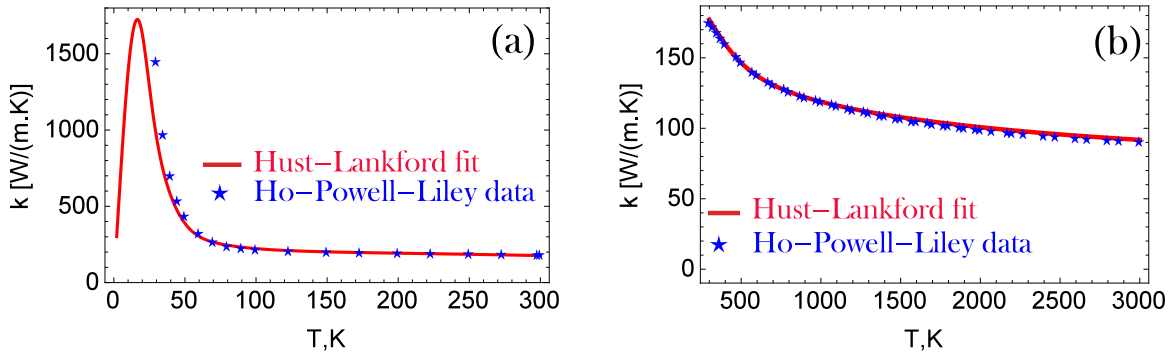 (a)
1500
1000
500
0
k [W/(m.K)]
Hust–Lankford fit
Ho–Powell–Liley data
0 50 100 150 200 250 300
T,K
(b)
150
100
50
0
k [W/(m.K)]
Hust–Lankford fit
Ho–Powell–Liley data
500 1000 1500 2000 2500 3000
T,K